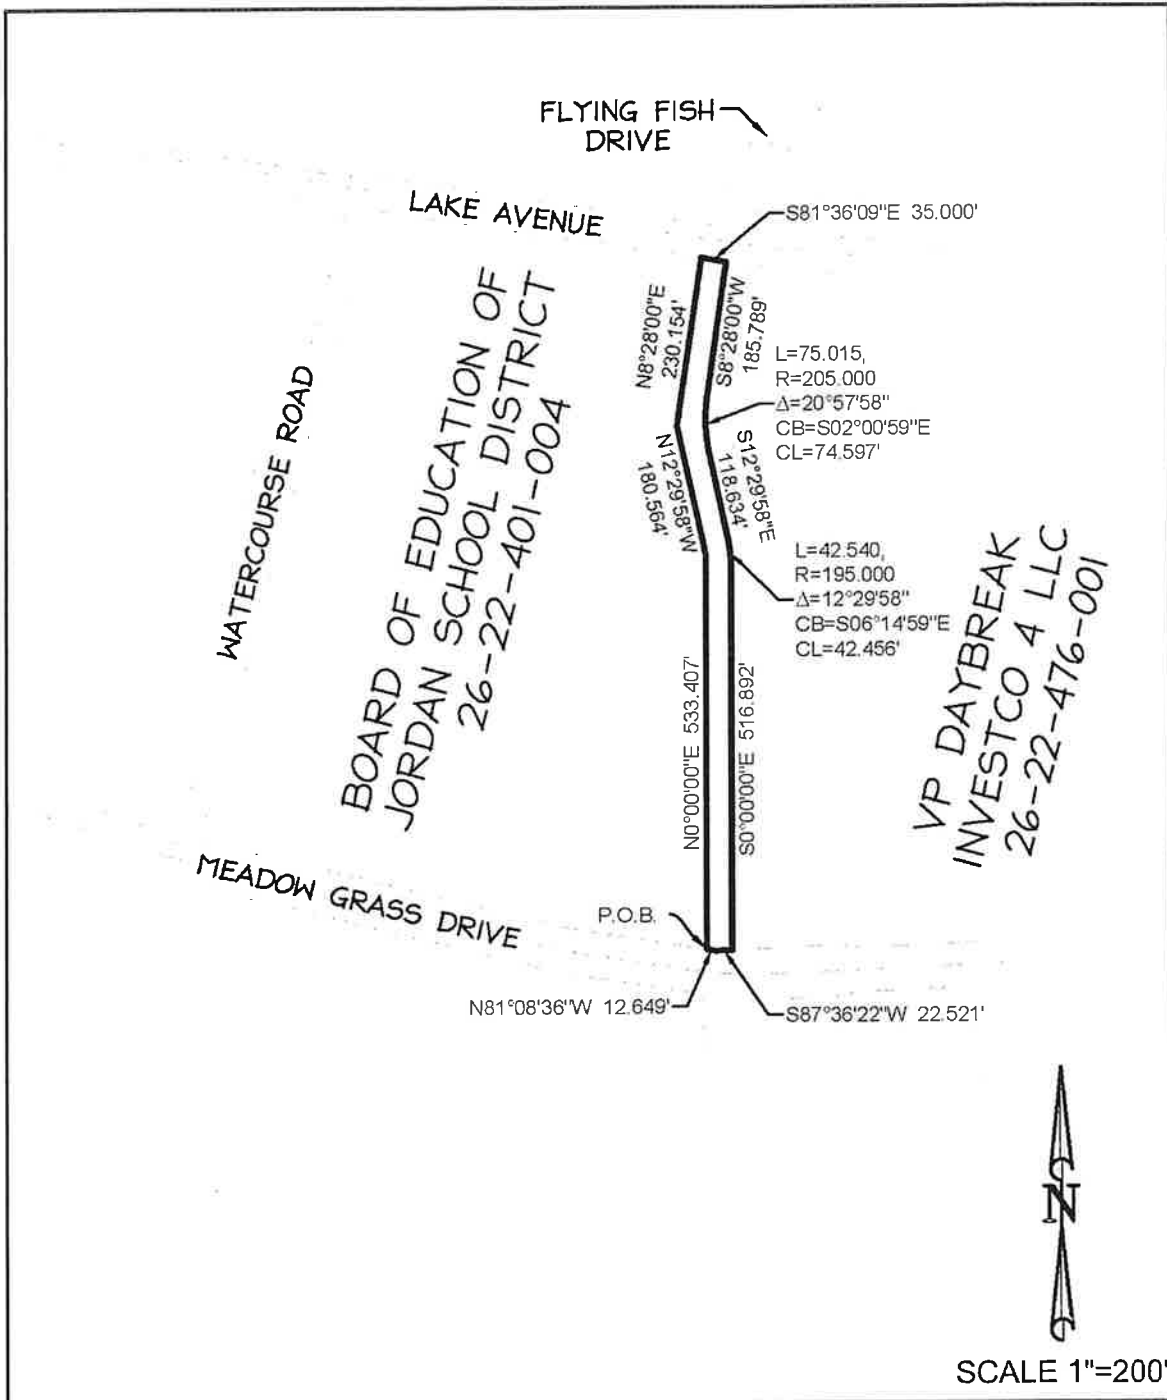 FLYING FISH
DRIVE
LAKE AVENUE
S81°36'09"E 35.000'
BOARD OF EDUCATION OF
JORDAN SCHOOL DISTRICT
26-22-401-004
WATERCOURSE ROAD
N8°28'00"E
230.154'
S8°28'00"W
185.789'
L=75.015,
R=205.000
Δ=20°57'58"
CB=S02°00'59"E
CL=74.597'
N12°29'58"W
180.564'
S12°29'58"E
118.634'
L=42.540,
R=195.000
Δ=12°29'58"
CB=S06°14'59"E
CL=42.456'
VP DAYBREAK
INVESTCO 4 LLC
26-22-476-001
N0°00'00"E 533.407'
S0°00'00"E 516.892'
MEADOW GRASS DRIVE
P.O.B.
N81°08'36"W 12.649'
S87°36'22"W 22.521'
N
SCALE 1"=200'